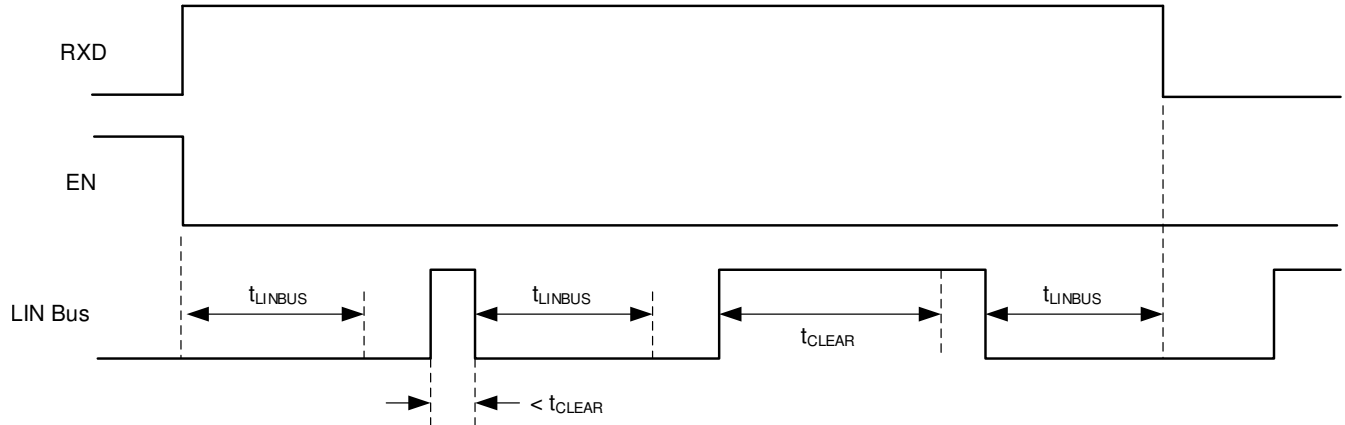 RXD
EN
LIN Bus
tLINBUS
tLINBUS
tCLEAR
tLINBUS
< tCLEAR